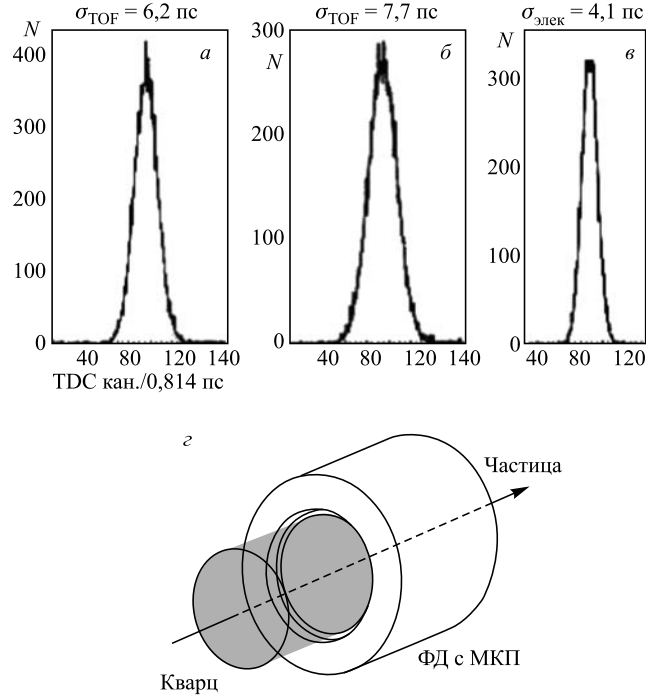 σTOF = 6,2 пс
σTOF = 7,7 пс
σэлек = 4,1 пс
N
400
300
200
100
0
40 80 120 140
а
N
300
200
100
0
40 80 120 140
б
N
300
200
100
0
40 80 120
в
TDC кан./0,814 пс
г
Частица
ФД с МКП
Кварц